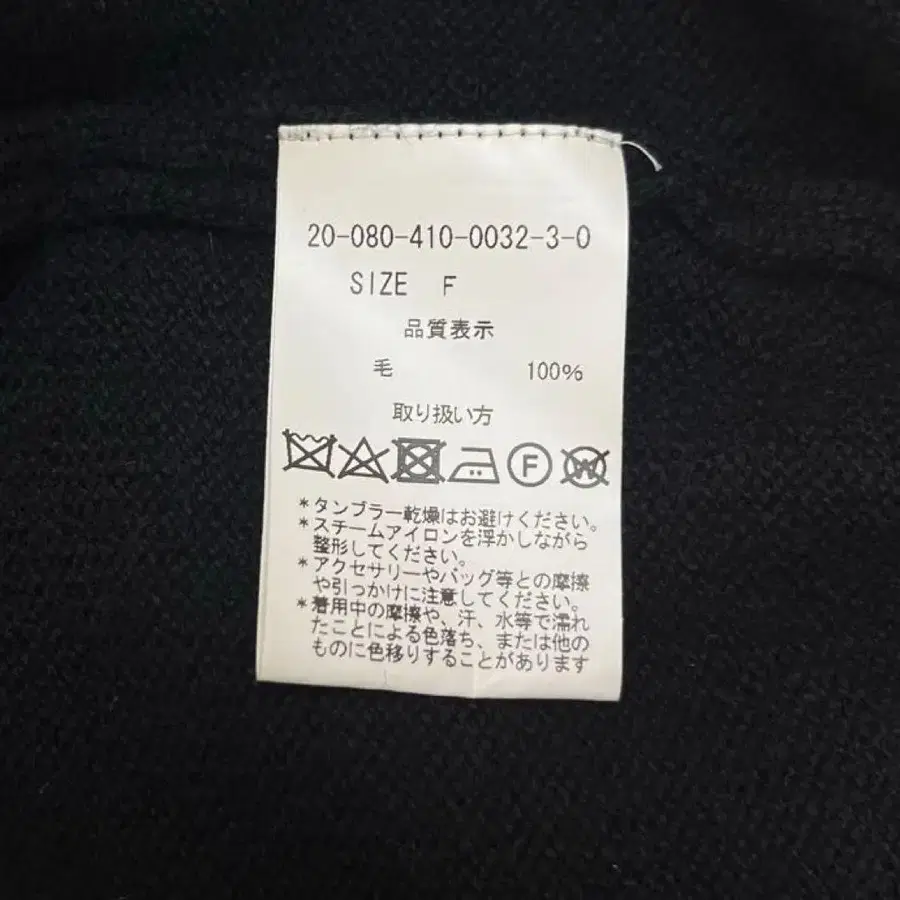 20-080-410-0032-3-0
SIZE F
品質表示
毛 100%
取り扱い方
F W
*タンブラー乾燥はお避けください。
*スチームアイロンを浮かしながら
整形してください。
*アクセサリーやバッグ等との摩擦
や引っかけに注意してください。
*着用中の摩擦や、汗、水等で濡れ
たことによる色落ち、または他の
ものに色移りすることがあります